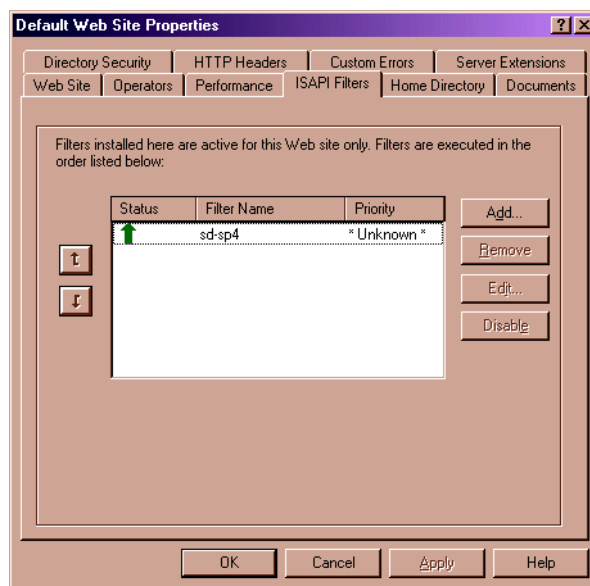 Default Web Site Properties
Directory Security HTTP Headers Custom Errors Server Extensions
Web Site Operators Performance ISAPI Filters Home Directory Documents
Filters installed here are active for this Web site only. Filters are executed in the
order listed below:
Status Filter Name Priority
sd-sp4 * Unknown *
Add...
Remove
Edit...
Disable
OK Cancel Apply Help